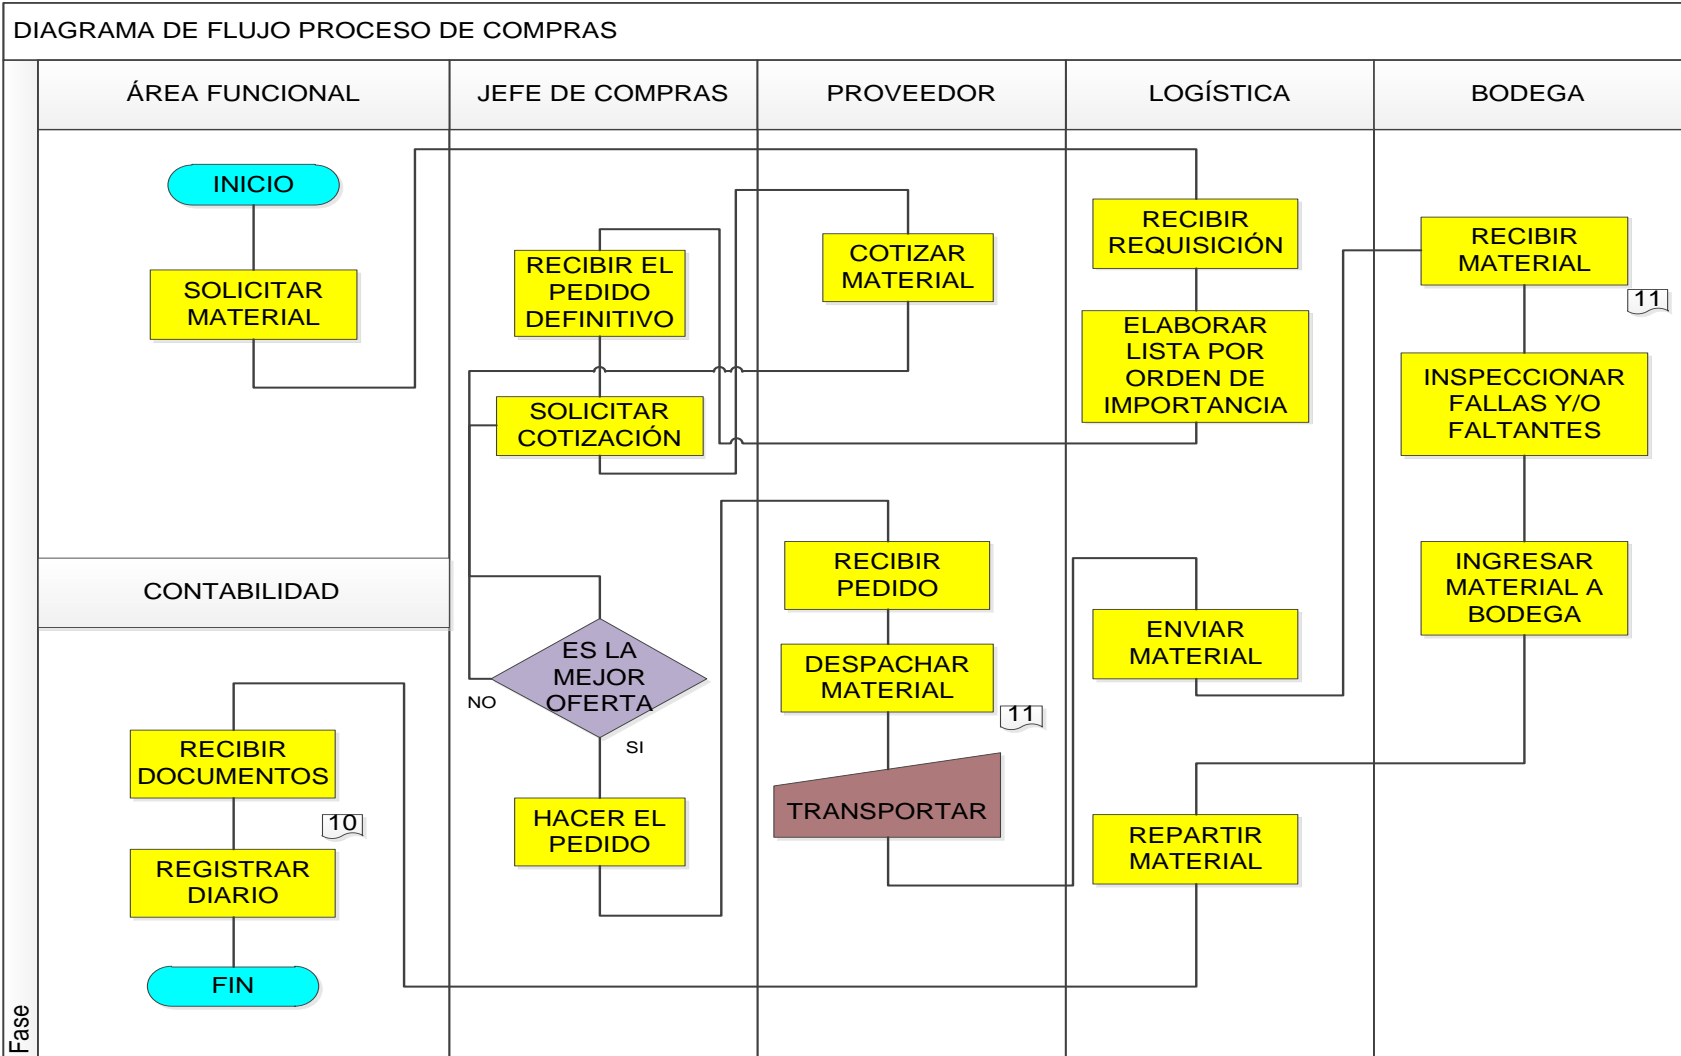 DIAGRAMA DE FLUJO PROCESO DE COMPRAS
Fase
ÁREA FUNCIONAL
JEFE DE COMPRAS
PROVEEDOR
LOGÍSTICA
BODEGA
INICIO
SOLICITAR
MATERIAL
CONTABILIDAD
RECIBIR
DOCUMENTOS
10
REGISTRAR
DIARIO
FIN
RECIBIR EL
PEDIDO
DEFINITIVO
SOLICITAR
COTIZACIÓN
ES LA
MEJOR
OFERTA
NO
SI
HACER EL
PEDIDO
COTIZAR
MATERIAL
RECIBIR
PEDIDO
DESPACHAR
MATERIAL
11
TRANSPORTAR
RECIBIR
REQUISICIÓN
ELABORAR
LISTA POR
ORDEN DE
IMPORTANCIA
ENVIAR
MATERIAL
REPARTIR
MATERIAL
RECIBIR
MATERIAL
11
INSPECCIONAR
FALLAS Y/O
FALTANTES
INGRESAR
MATERIAL A
BODEGA